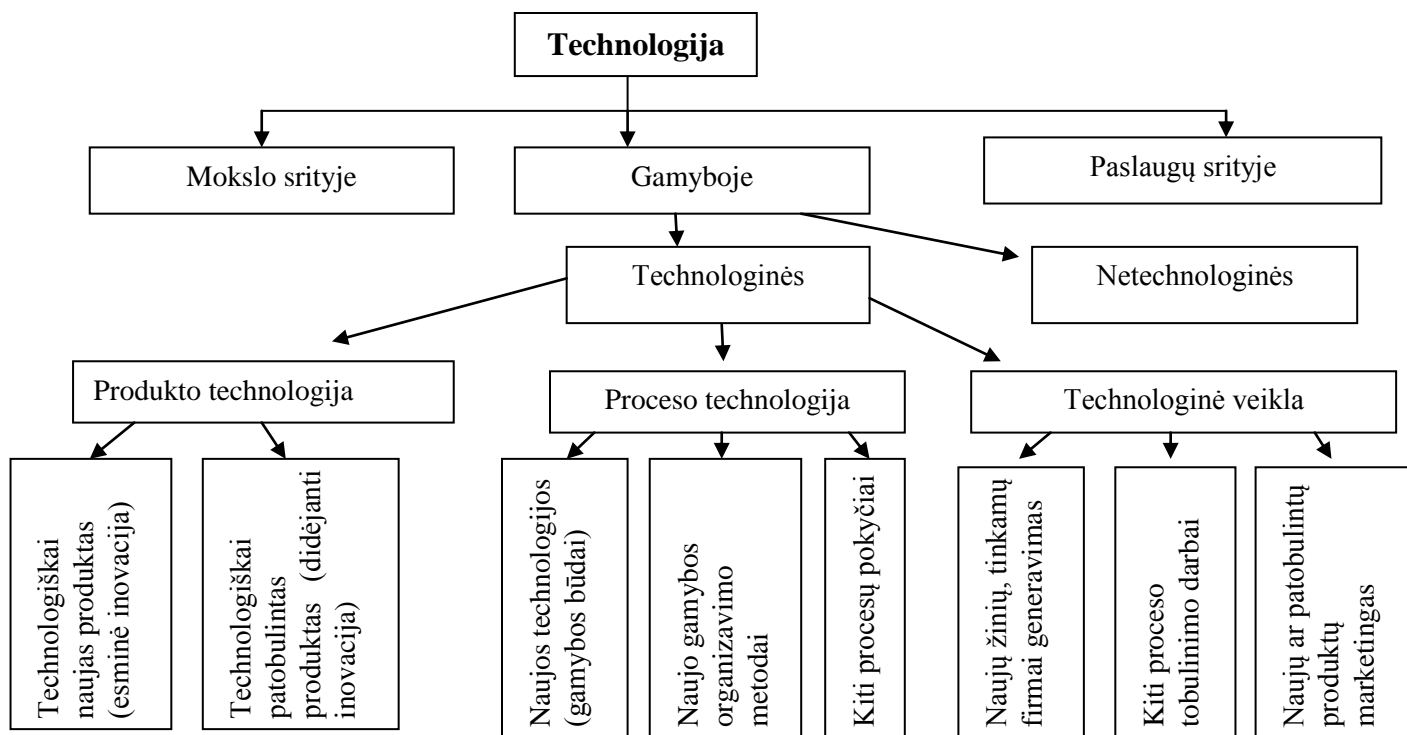 Technologija
Mokslo srityje
Gamyboje
Paslaugų srityje
Technologinės
Netechnologinės
Produkto technologija
Proceso technologija
Technologinė veikla
Technologiškai
naujas produktas
(esminė inovacija)
Technologiškai
patobulintas
produktas (didėjanti
inovacija)
Naujos technologijos
(gamybos būdai)
Naujo gamybos
organizavimo
metodai
Kiti procesų pokyčiai
Naujų žinių, tinkamų
firmai generavimas
Kiti proceso
tobulinimo darbai
Naujų ar patobulintų
produktų
marketingas